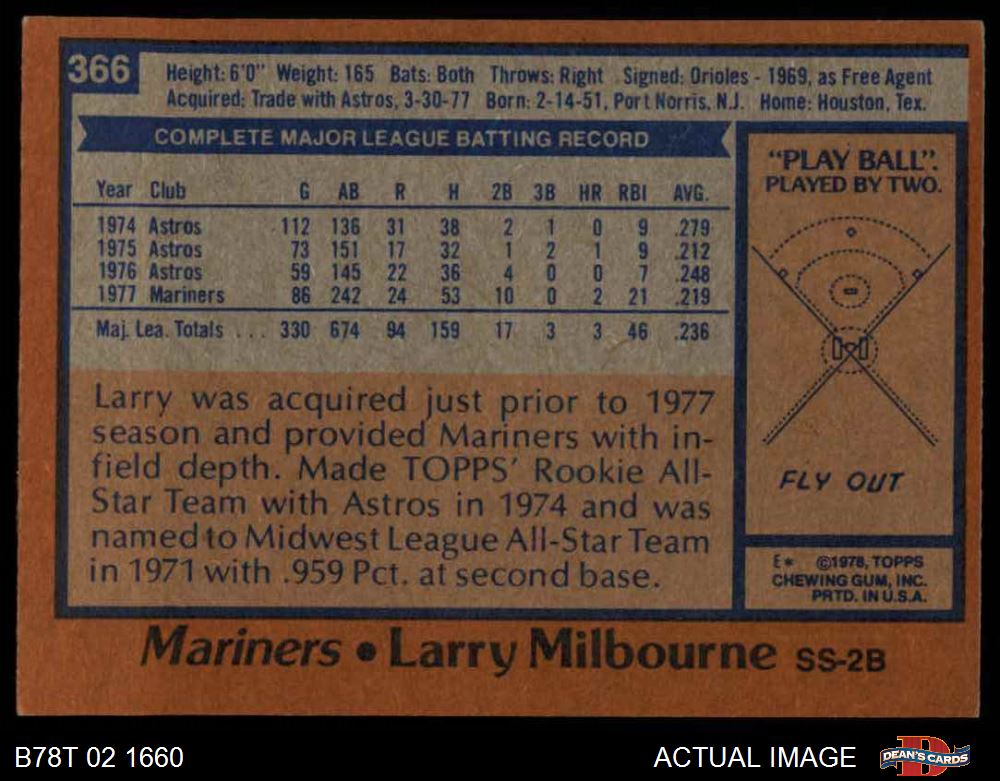 366
Height: 6'0" Weight: 165 Bats: Both Throws: Right Signed: Orioles - 1969, as Free Agent
Acquired: Trade with Astros, 3-30-77 Born: 2-14-51, Port Norris, N.J. Home: Houston, Tex.
COMPLETE MAJOR LEAGUE BATTING RECORD
Year Club G AB R H 2B 3B HR RBI AVG.
1974 Astros 112 136 31 38 2 1 0 9 .279
1975 Astros 73 151 17 32 1 2 1 9 .212
1976 Astros 59 145 22 36 4 0 0 7 .248
1977 Mariners 86 242 24 53 10 0 2 21 .219
Maj. Lea. Totals . . . 330 674 94 159 17 3 3 46 .236
Larry was acquired just prior to 1977
season and provided Mariners with in-
field depth. Made TOPPS' Rookie All-
Star Team with Astros in 1974 and was
named to Midwest League All-Star Team
in 1971 with .959 Pct. at second base.
"PLAY BALL".
PLAYED BY TWO.
FLY OUT
E* ©1978, TOPPS
CHEWING GUM, INC.
PRTD. IN U.S.A.
Mariners • Larry Milbourne SS-2B
B78T 02 1660
ACTUAL IMAGE
DEAN'S CARDS